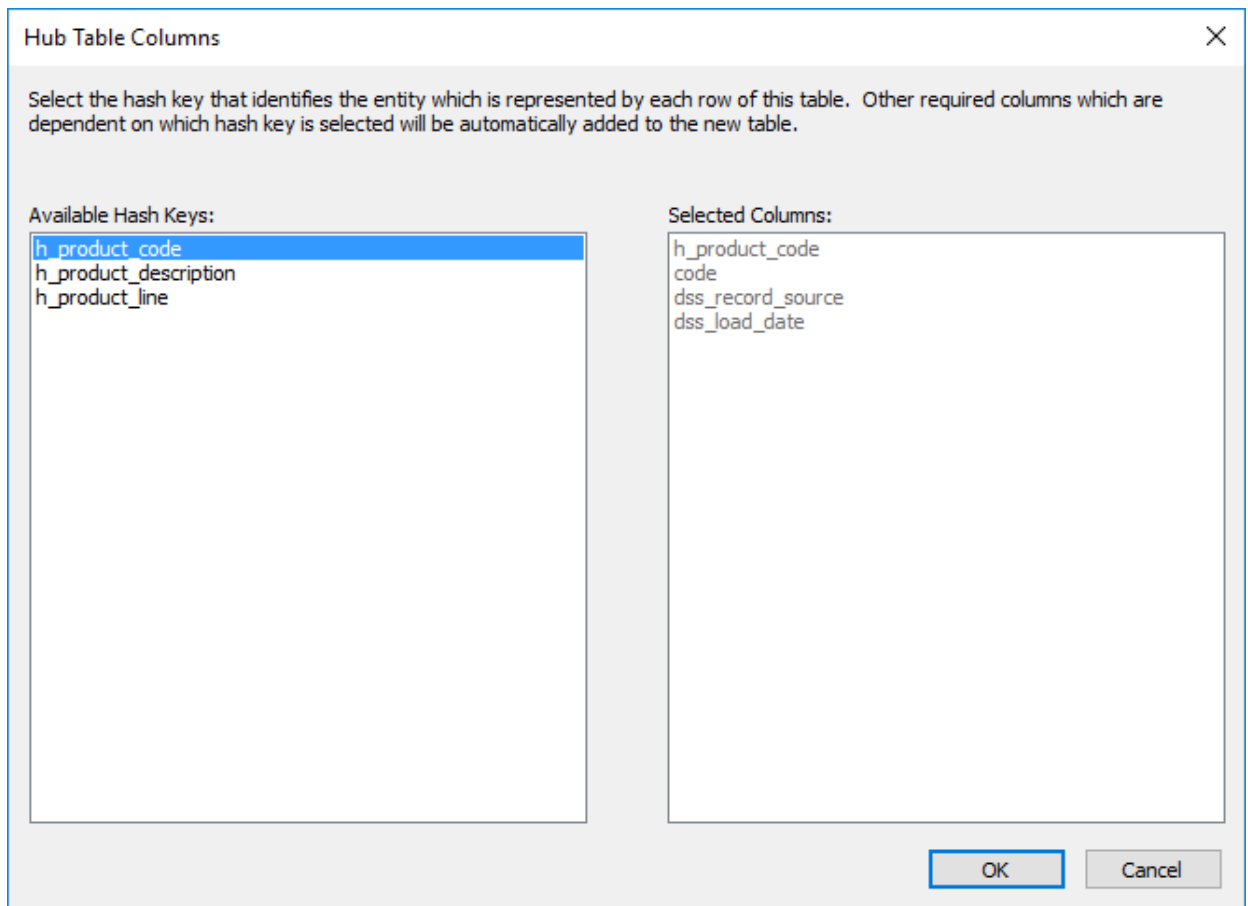 Hub Table Columns
Select the hash key that identifies the entity which is represented by each row of this table.  Other required columns which are
dependent on which hash key is selected will be automatically added to the new table.
Available Hash Keys:
h_product_code
h_product_description
h_product_line
Selected Columns:
h_product_code
code
dss_record_source
dss_load_date
OK
Cancel